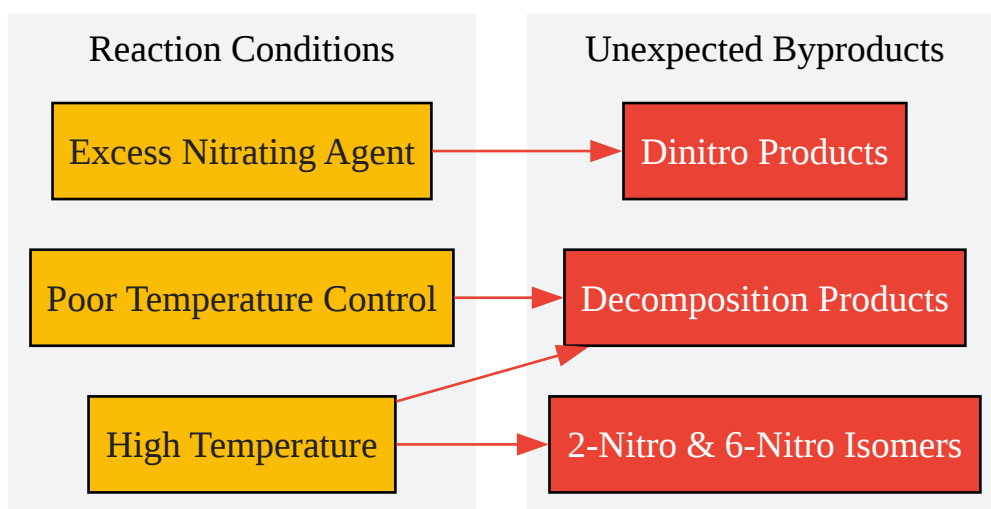 Reaction Conditions
Unexpected Byproducts
Excess Nitrating Agent
Dinitro Products
Poor Temperature Control
Decomposition Products
High Temperature
2-Nitro & 6-Nitro Isomers